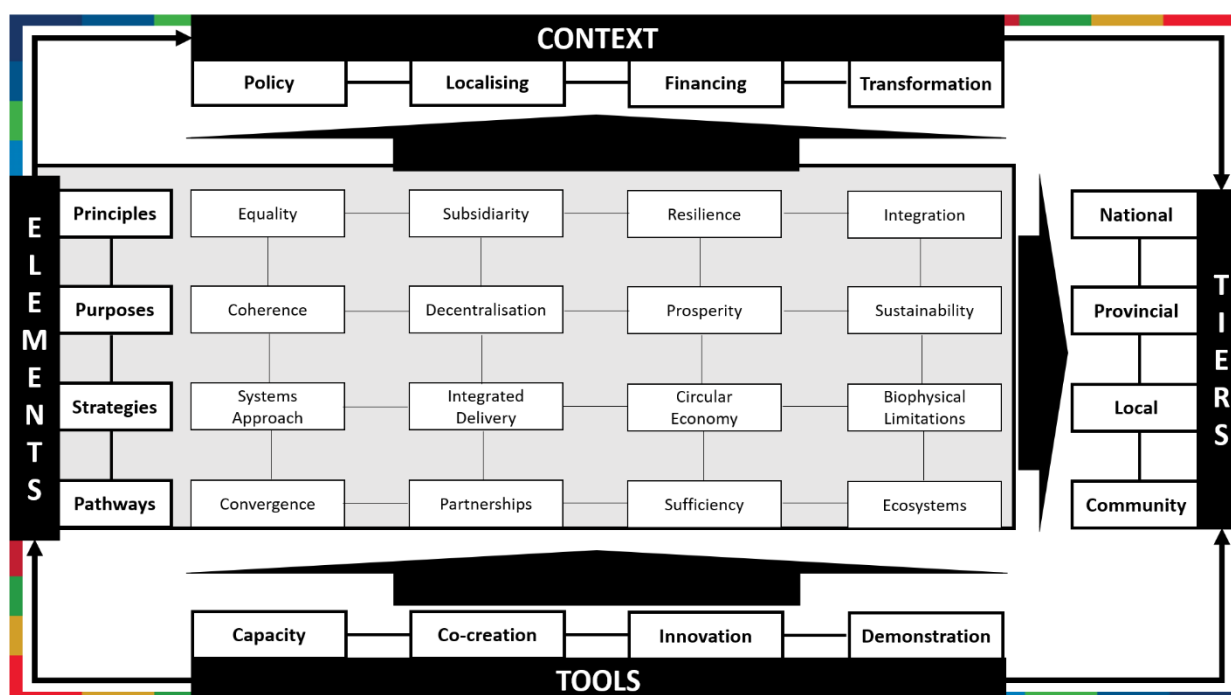 CONTEXT
Policy
Localising
Financing
Transformation
ELEMENTS
Principles
Equality
Subsidiarity
Resilience
Integration
National
Purposes
Coherence
Decentralisation
Prosperity
Sustainability
Provincial
Strategies
Systems
Approach
Integrated
Delivery
Circular
Economy
Biophysical
Limitations
Local
Pathways
Convergence
Partnerships
Sufficiency
Ecosystems
Community
TIERS
Capacity
Co-creation
Innovation
Demonstration
TOOLS